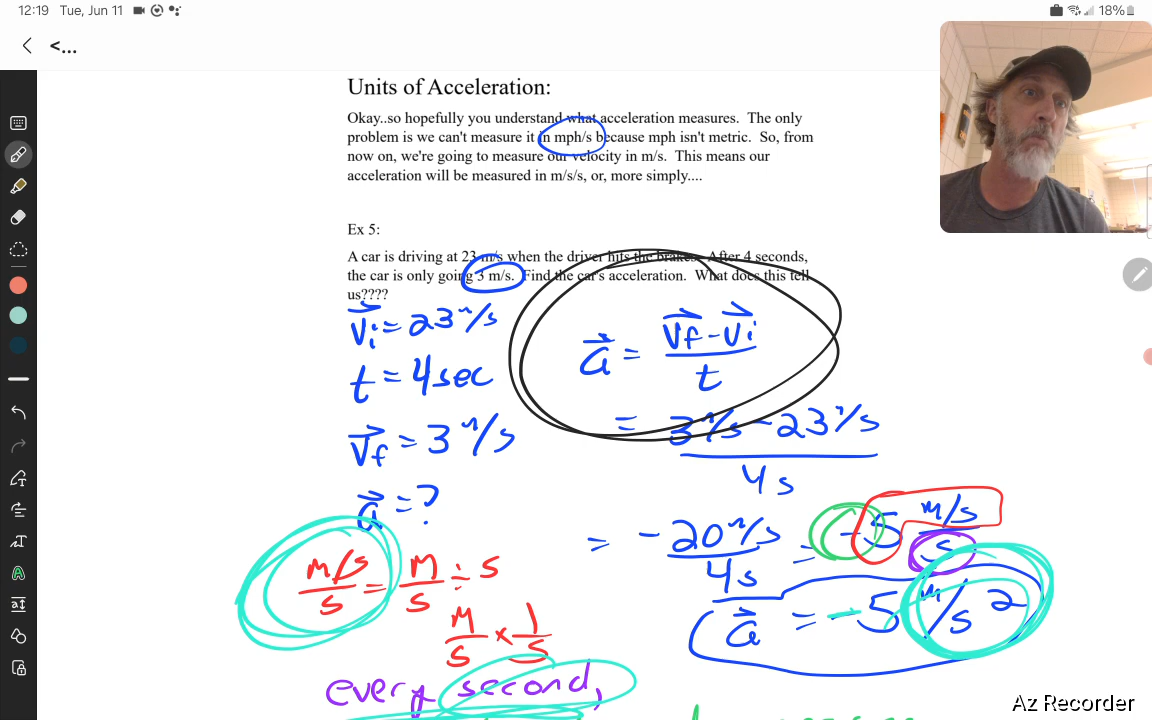 12:19 Tue, Jun 11
18%
<...
Units of Acceleration:
Okay..so hopefully you understand what acceleration measures. The only
problem is we can't measure it in mph/s because mph isn't metric. So, from
now on, we're going to measure our velocity in m/s. This means our
acceleration will be measured in m/s/s, or, more simply....
Ex 5:
A car is driving at 23 m/s when the driver hits the brakes. After 4 seconds,
the car is only going 3 m/s. Find the car's acceleration. What does this tell
us????
Vi = 23 m/s
t = 4 sec
Vf = 3 m/s
a = ?
a = Vf - Vi / t
= 3 m/s - 23 m/s / 4 s
= -20 m/s / 4 s = -5 m/s / s
a = -5 m/s 2
m/s / s = m / s ÷ s
m / s × 1 / s
every second,
Az Recorder